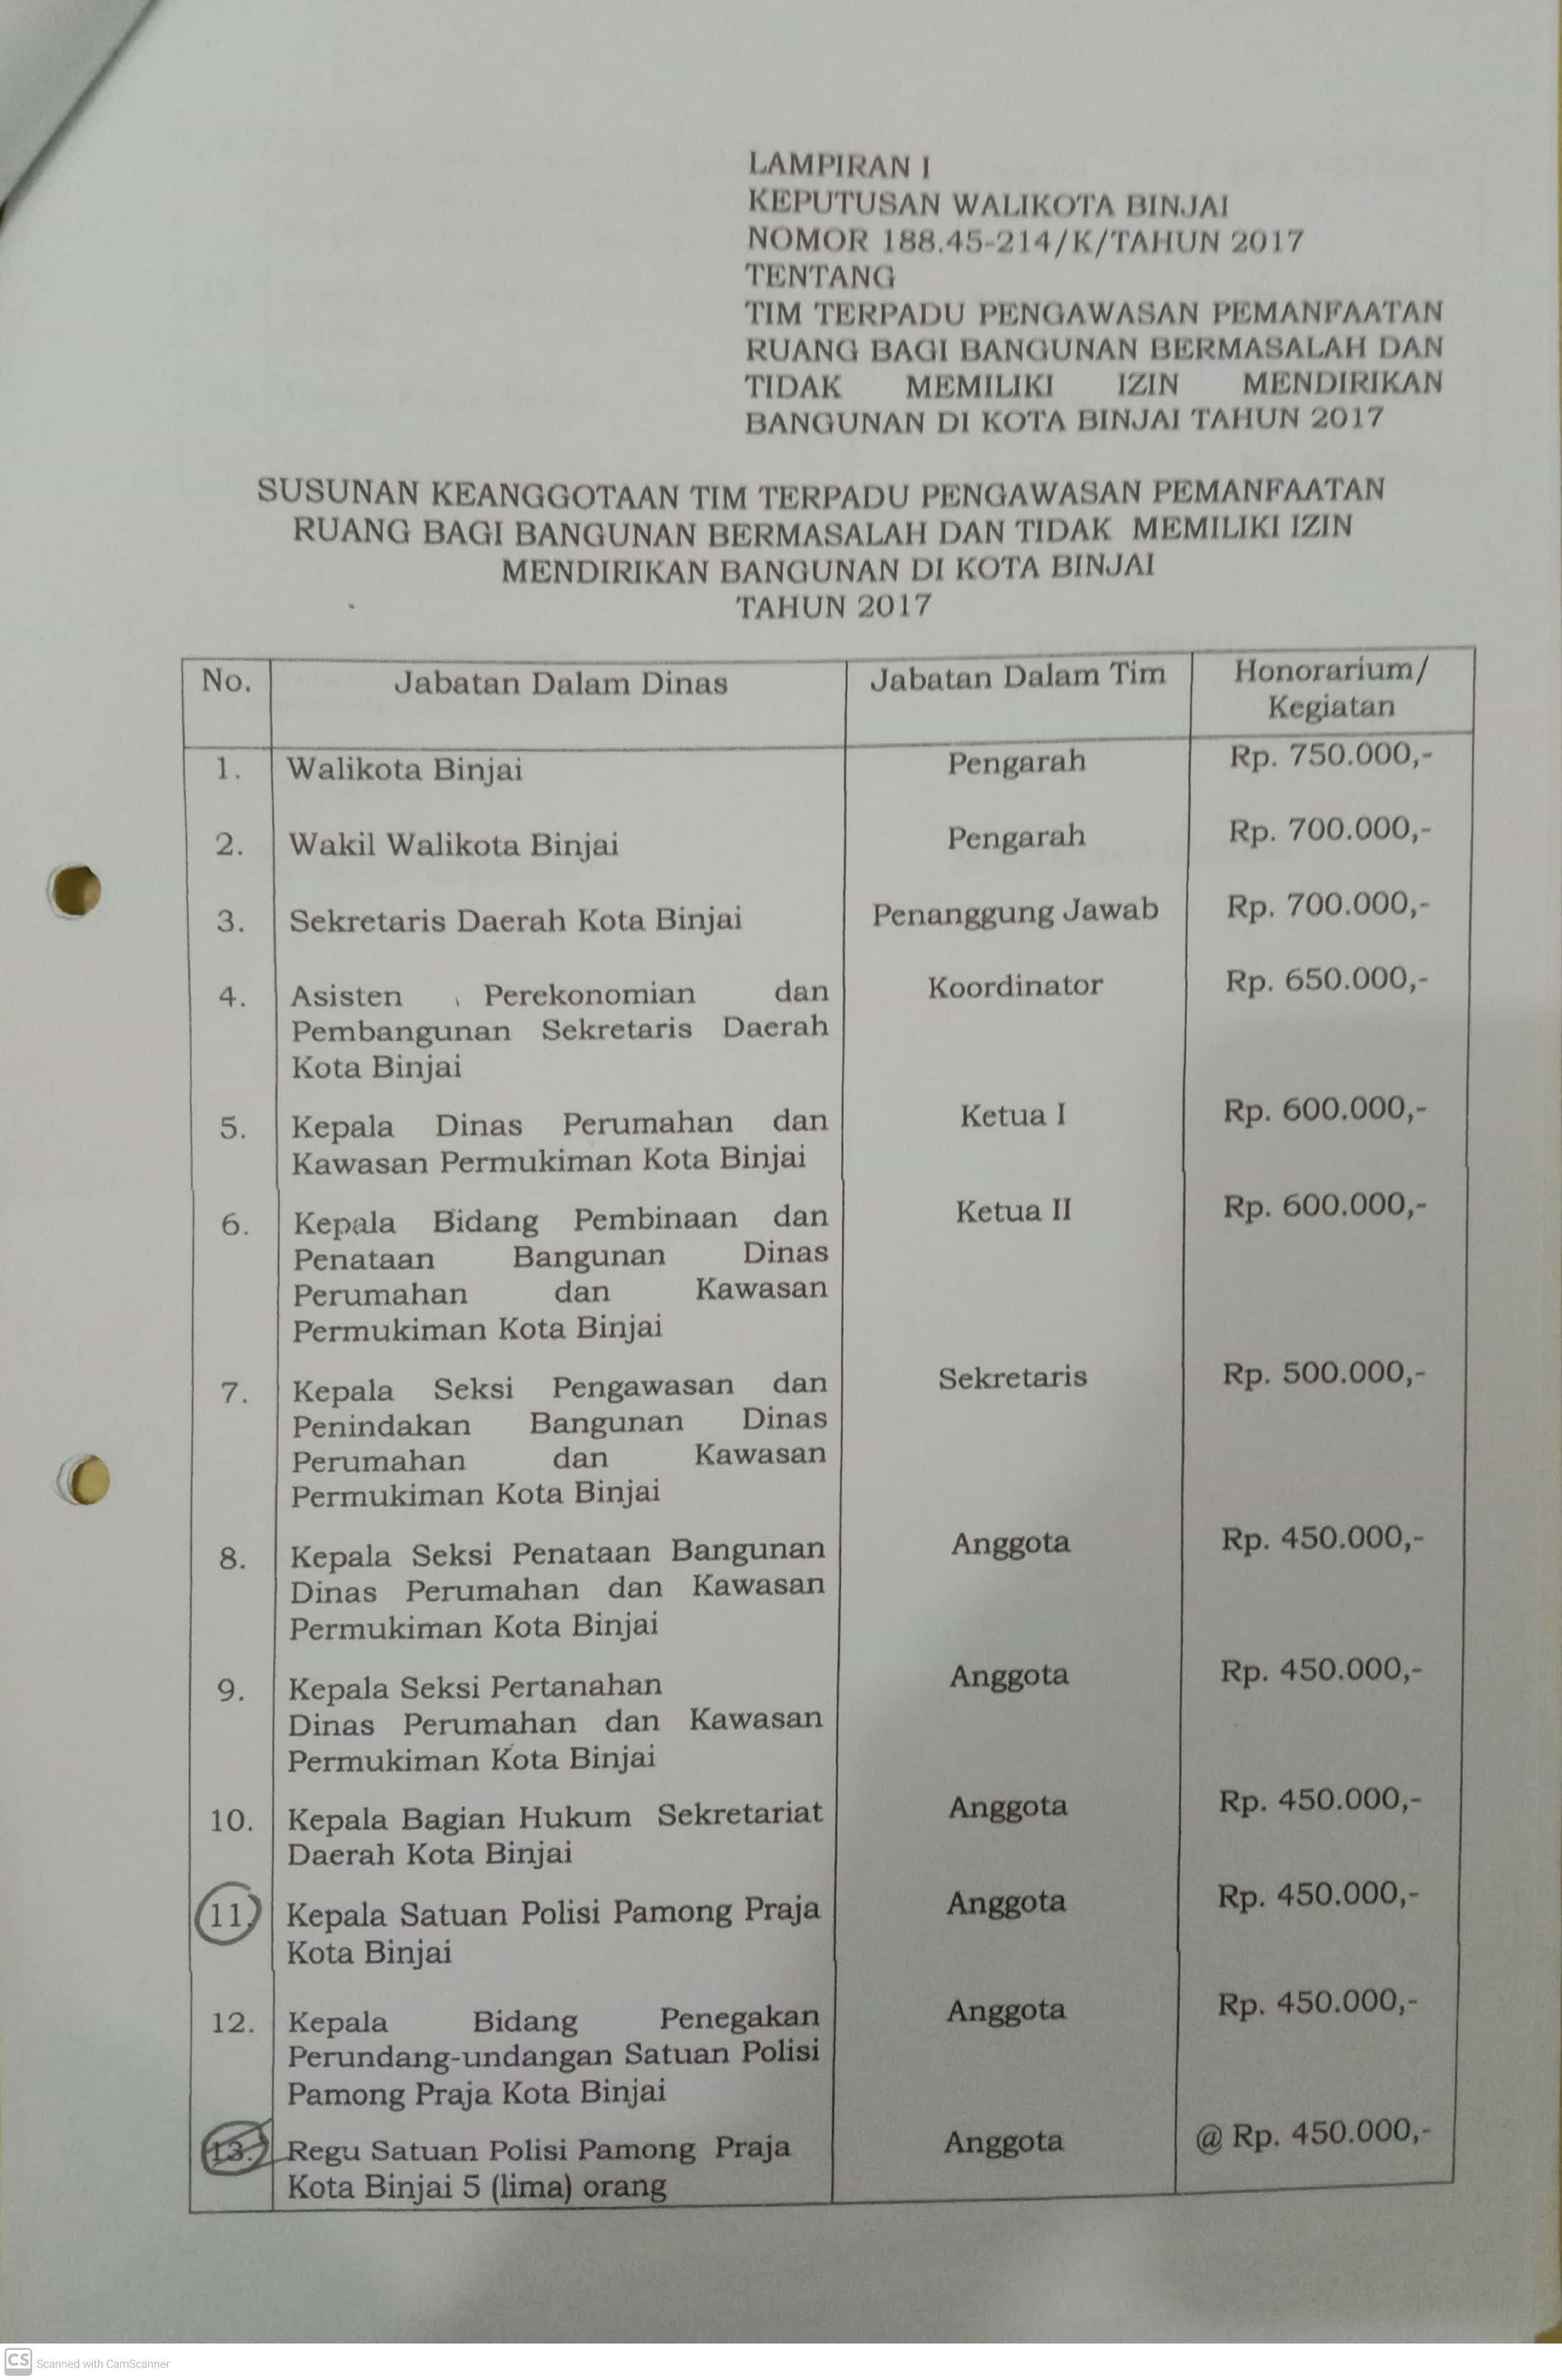 LAMPIRAN I
KEPUTUSAN WALIKOTA BINJAI
NOMOR 188.45-214/K/TAHUN 2017
TENTANG
TIM TERPADU PENGAWASAN PEMANFAATAN
RUANG BAGI BANGUNAN BERMASALAH DAN
TIDAK MEMILIKI IZIN MENDIRIKAN
BANGUNAN DI KOTA BINJAI TAHUN 2017
SUSUNAN KEANGGOTAAN TIM TERPADU PENGAWASAN PEMANFAATAN
RUANG BAGI BANGUNAN BERMASALAH DAN TIDAK MEMILIKI IZIN
MENDIRIKAN BANGUNAN DI KOTA BINJAI
TAHUN 2017
No. Jabatan Dalam Dinas Jabatan Dalam Tim Honorarium/
Kegiatan
1. Walikota Binjai Pengarah Rp. 750.000,-
2. Wakil Walikota Binjai Pengarah Rp. 700.000,-
3. Sekretaris Daerah Kota Binjai Penanggung Jawab Rp. 700.000,-
4. Asisten Perekonomian dan Koordinator Rp. 650.000,-
Pembangunan Sekretaris Daerah
Kota Binjai
5. Kepala Dinas Perumahan dan Ketua I Rp. 600.000,-
Kawasan Permukiman Kota Binjai
6. Kepala Bidang Pembinaan dan Ketua II Rp. 600.000,-
Penataan Bangunan Dinas
Perumahan dan Kawasan
Permukiman Kota Binjai
7. Kepala Seksi Pengawasan dan Sekretaris Rp. 500.000,-
Penindakan Bangunan Dinas
Perumahan dan Kawasan
Permukiman Kota Binjai
8. Kepala Seksi Penataan Bangunan Anggota Rp. 450.000,-
Dinas Perumahan dan Kawasan
Permukiman Kota Binjai
9. Kepala Seksi Pertanahan Anggota Rp. 450.000,-
Dinas Perumahan dan Kawasan
Permukiman Kota Binjai
10. Kepala Bagian Hukum Sekretariat Anggota Rp. 450.000,-
Daerah Kota Binjai
11. Kepala Satuan Polisi Pamong Praja Anggota Rp. 450.000,-
Kota Binjai
12. Kepala Bidang Penegakan Anggota Rp. 450.000,-
Perundang-undangan Satuan Polisi
Pamong Praja Kota Binjai
13. Regu Satuan Polisi Pamong Praja Anggota @ Rp. 450.000,-
Kota Binjai 5 (lima) orang
CS Scanned with CamScanner